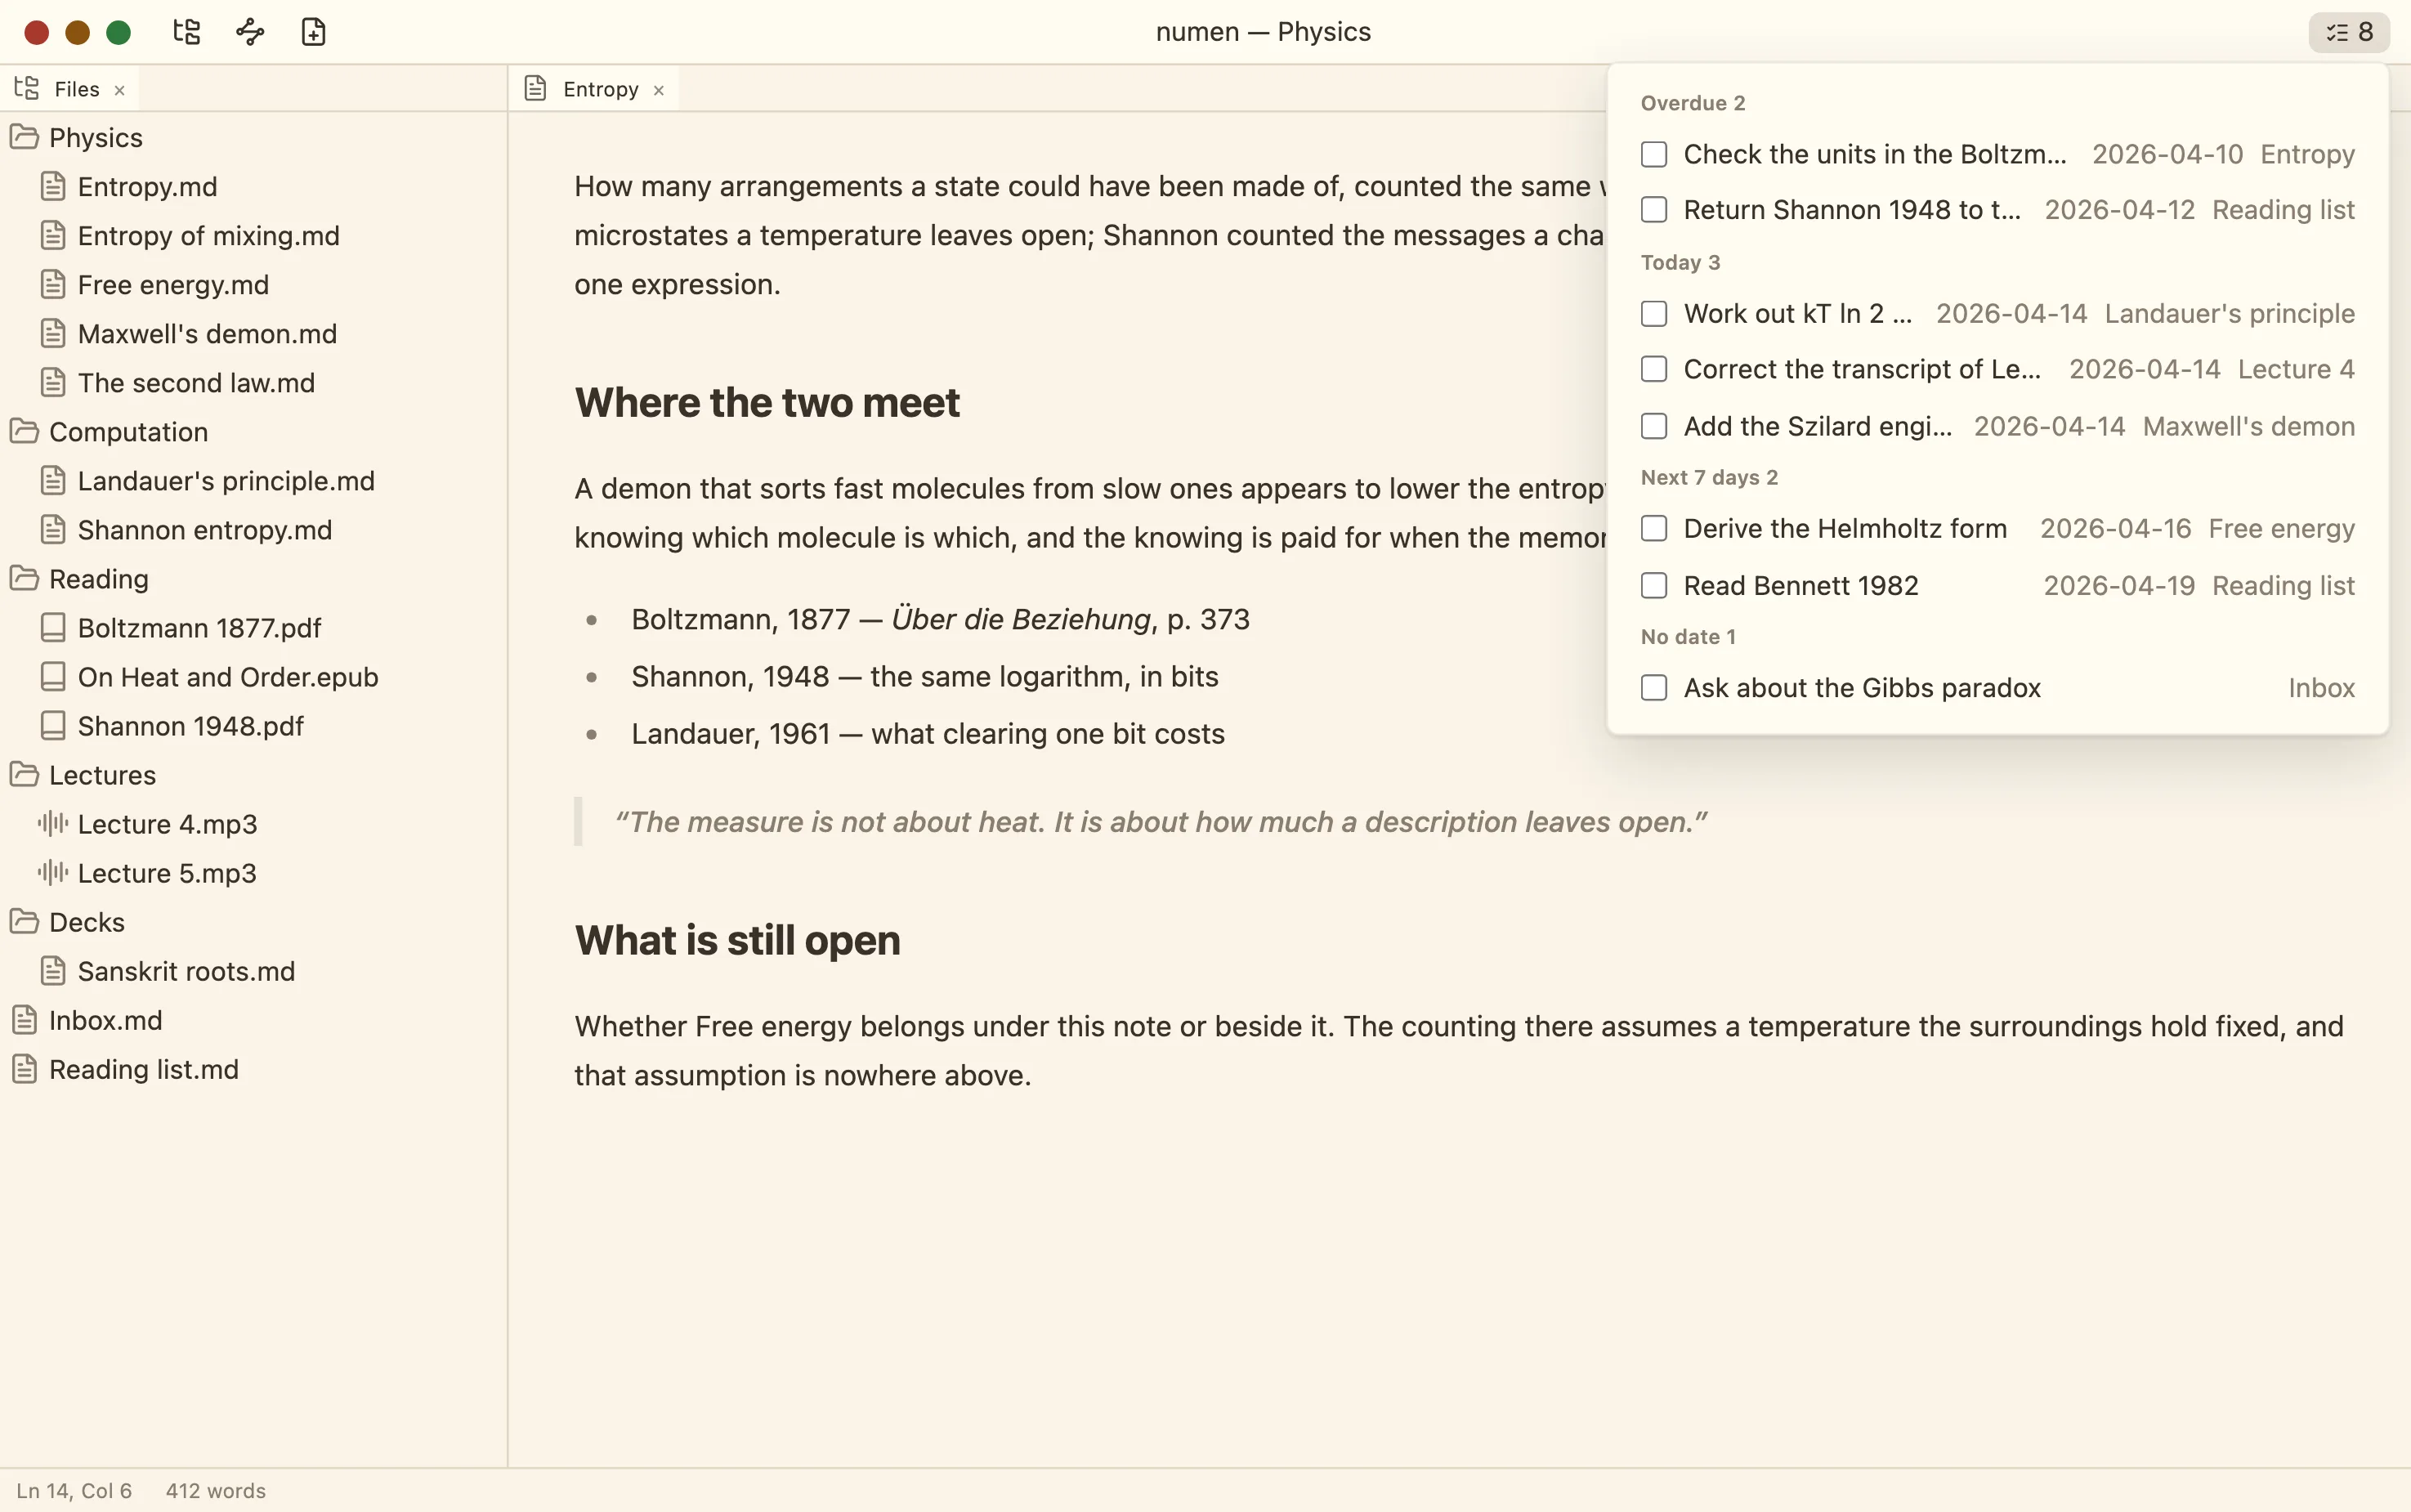 numen — Physics
8
Files ×
Entropy ×
Physics
Entropy.md
Entropy of mixing.md
Free energy.md
Maxwell's demon.md
The second law.md
Computation
Landauer's principle.md
Shannon entropy.md
Reading
Boltzmann 1877.pdf
On Heat and Order.epub
Shannon 1948.pdf
Lectures
Lecture 4.mp3
Lecture 5.mp3
Decks
Sanskrit roots.md
Inbox.md
Reading list.md
How many arrangements a state could have been made of, counted the same
microstates a temperature leaves open; Shannon counted the messages a
one expression.
Where the two meet
A demon that sorts fast molecules from slow ones appears to lower the
knowing which molecule is which, and the knowing is paid for when the
• Boltzmann, 1877 — Über die Beziehung, p. 373
• Shannon, 1948 — the same logarithm, in bits
• Landauer, 1961 — what clearing one bit costs
“The measure is not about heat. It is about how much a description leaves open.”
What is still open
Whether Free energy belongs under this note or beside it. The counting there assumes a temperature the surroundings hold fixed, and
that assumption is nowhere above.
Overdue 2
Check the units in the Boltzm... 2026-04-10 Entropy
Return Shannon 1948 to t... 2026-04-12 Reading list
Today 3
Work out kT ln 2 ... 2026-04-14 Landauer's principle
Correct the transcript of Le... 2026-04-14 Lecture 4
Add the Szilard engi... 2026-04-14 Maxwell's demon
Next 7 days 2
Derive the Helmholtz form 2026-04-16 Free energy
Read Bennett 1982 2026-04-19 Reading list
No date 1
Ask about the Gibbs paradox Inbox
Ln 14, Col 6 412 words